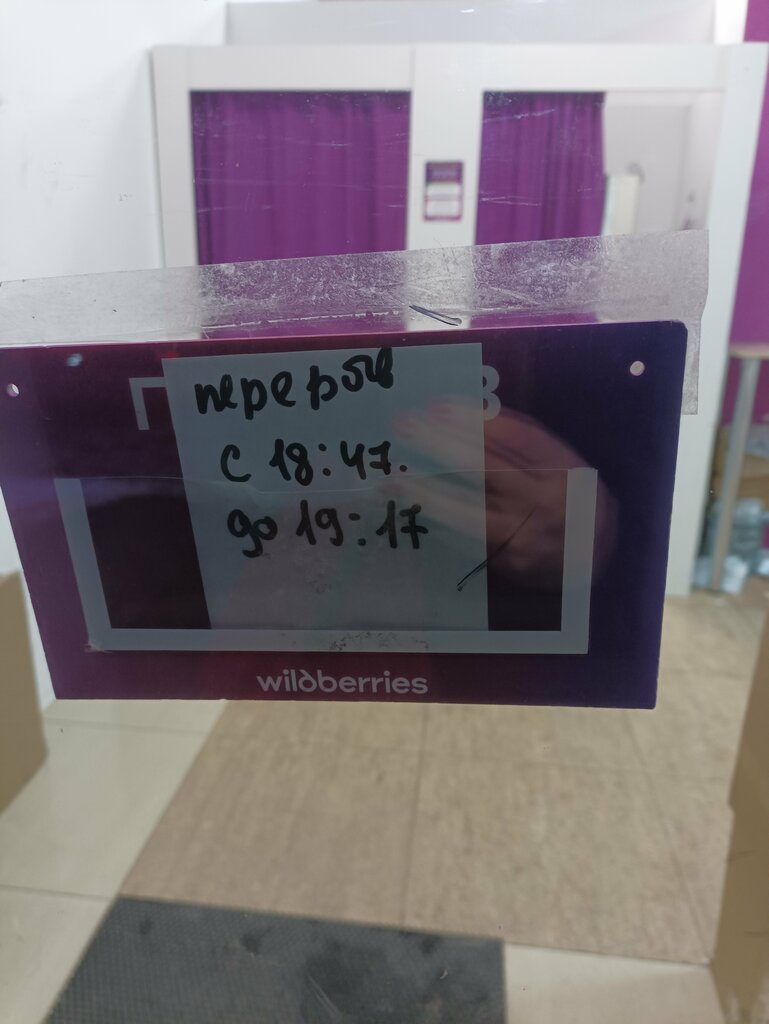 перерыв
с 18:47.
до 19:17
wildberries